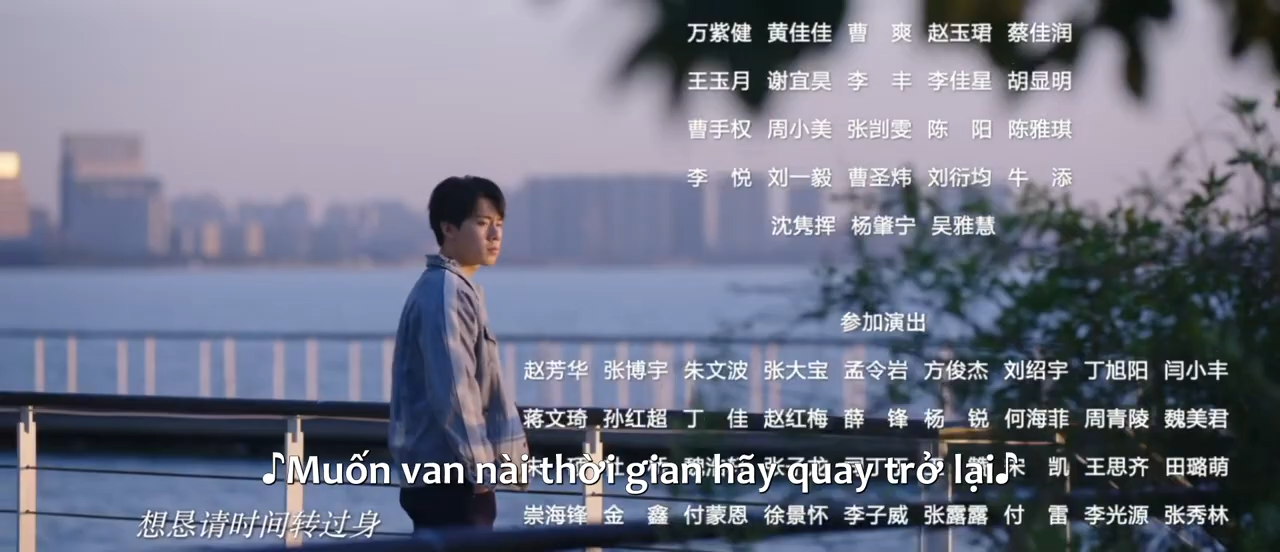 万紫健 黄佳佳 曹 爽 赵玉珺 蔡佳润
王玉月 谢宜昊 李 丰 李佳星 胡显明
曹手权 周小美 张剀雯 陈 阳 陈雅琪
李 悦 刘一毅 曹圣炜 刘衍均 牛 添
沈隽挥 杨肇宁 吴雅慧
参加演出
赵芳华 张博宇 朱文波 张大宝 孟令岩 方俊杰 刘绍宇 丁旭阳 闫小丰
蒋文琦 孙红超 丁 佳 赵红梅 薛 锋 杨 锐 何海菲 周青陵 魏美君
凯 王思齐 田璐萌
♪Muốn van nài thời gian hãy quay trở lại♪
崇海锋 金 鑫 付蒙恩 徐景怀 李子威 张露露 付 雷 李光源 张秀林
想恳请时间转过身